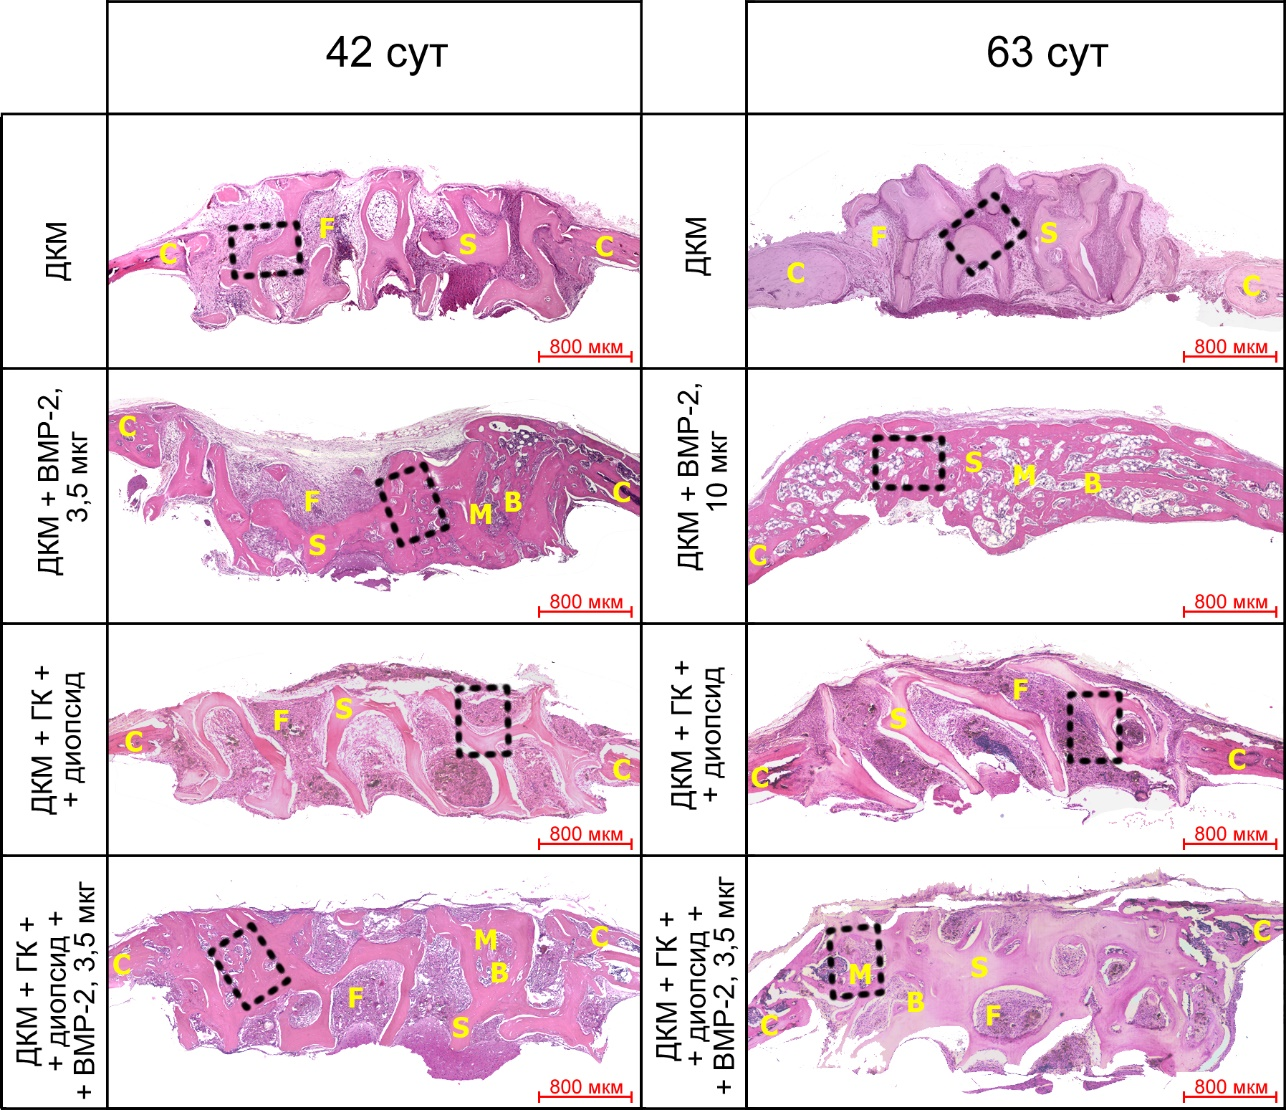 42 сут
63 сут
ДКМ
F
S
C
C
800 мкм
ДКМ
F
S
C
C
800 мкм
ДКМ + BMP-2,
3,5 мкг
C
F
S
M
B
C
800 мкм
ДКМ + BMP-2,
10 мкг
S
M
B
C
800 мкм
ДКМ + ГК +
+ диопсид
F
S
C
C
800 мкм
ДКМ + ГК +
+ диопсид
F
S
C
C
800 мкм
ДКМ + ГК +
+ диопсид +
+ BMP-2, 3,5 мкг
M
C
C
B
F
S
800 мкм
ДКМ + ГК +
+ диопсид +
+ BMP-2, 3,5 мкг
C
S
M
B
F
C
800 мкм